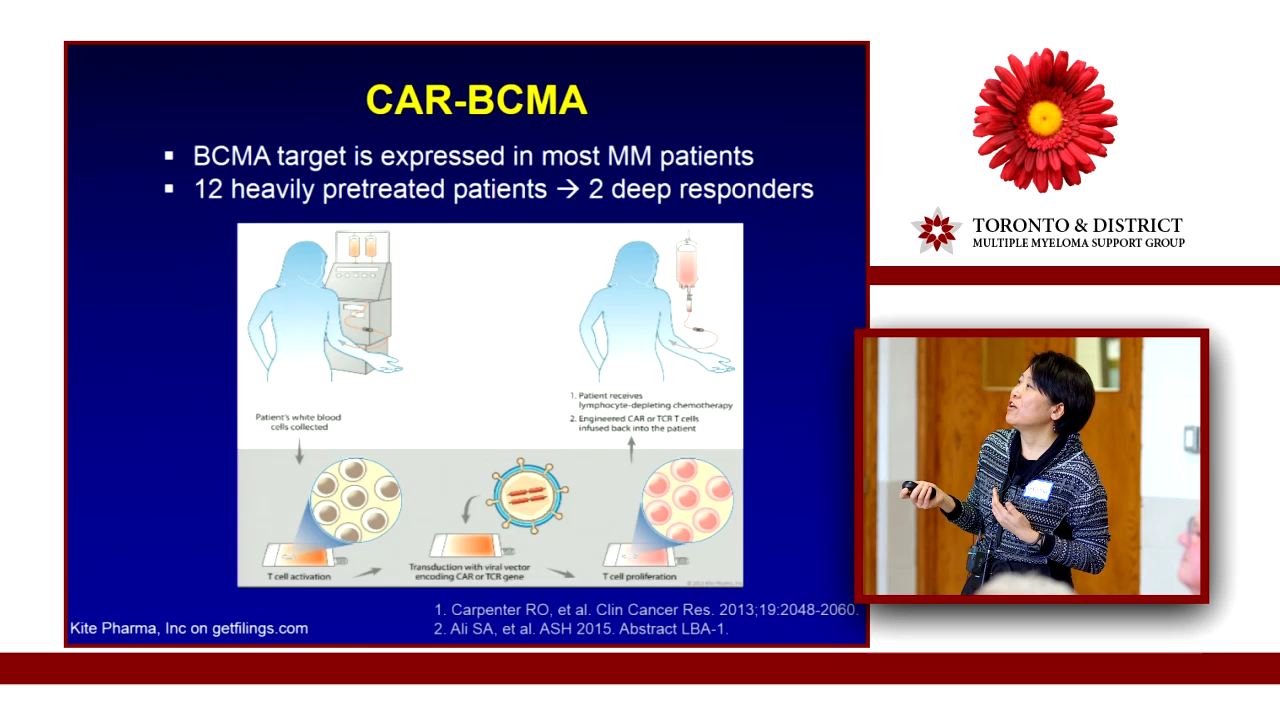 CAR-BCMA
▪ BCMA target is expressed in most MM patients
▪ 12 heavily pretreated patients → 2 deep responders
Patient's white blood
cells collected
1. Patient receives
lymphocyte-depleting chemotherapy
2. Engineered CAR or TCR T cells
infused back into the patient
T cell activation
Transduction with viral vector
encoding CAR or TCR gene
T cell proliferation
1. Carpenter RO, et al. Clin Cancer Res. 2013;19:2048-2060.
2. Ali SA, et al. ASH 2015. Abstract LBA-1.
Kite Pharma, Inc on getfilings.com
TORONTO & DISTRICT
MULTIPLE MYELOMA SUPPORT GROUP